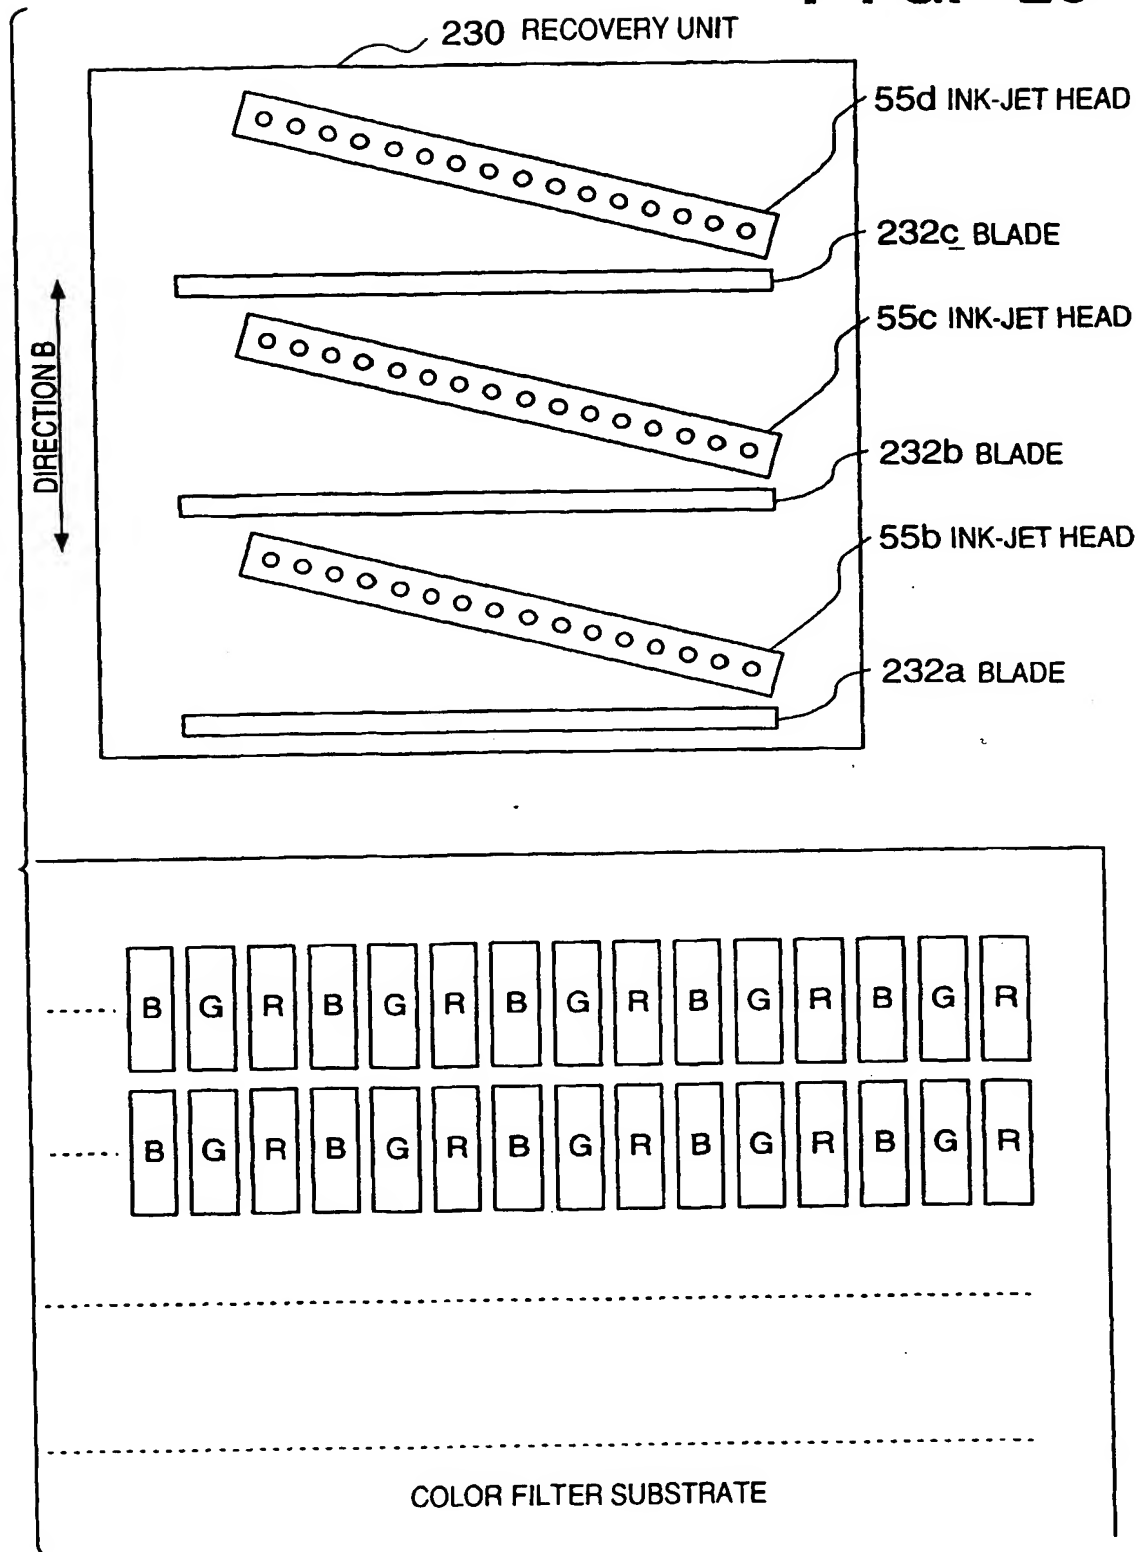 230 RECOVERY UNIT
55d INK-JET HEAD
232c BLADE
55c INK-JET HEAD
DIRECTION B
232b BLADE
55b INK-JET HEAD
232a BLADE
B G R B G R B G R B G R B G R
B G R B G R B G R B G R B G R
COLOR FILTER SUBSTRATE